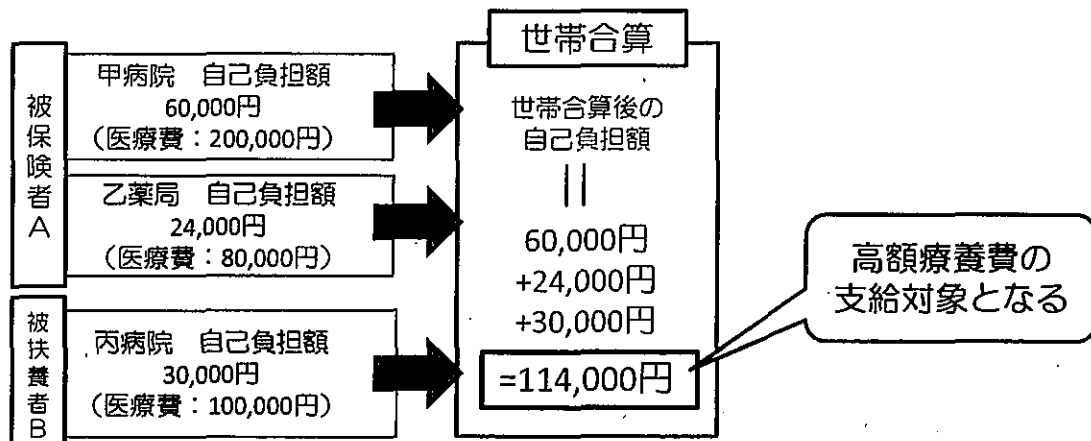 被保険者A
甲病院 自己負担額
60,000円
(医療費:200,000円)
乙薬局 自己負担額
24,000円
(医療費:80,000円)
被扶養者B
丙病院 自己負担額
30,000円
(医療費:100,000円)
世帯合算
世帯合算後の
自己負担額
||
60,000円
+24,000円
+30,000円
=114,000円
高額療養費の
支給対象となる